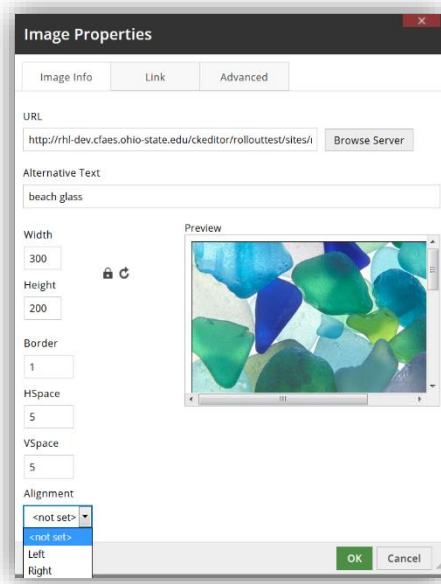 Image Properties
Image Info Link Advanced
URL
http://rhl-dev.cfaes.ohio-state.edu/ckeditor/rollouttest/sites/ Browse Server
Alternative Text
beach glass
Width
Preview
300
Height
200
Border
1
HSpace
5
VSpace
5
Alignment
<not set>
<not set>
Left
Right
OK Cancel